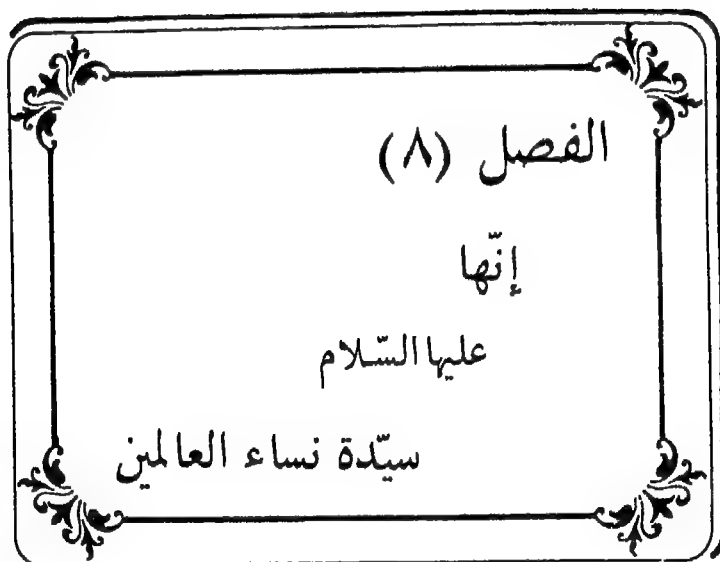 الفصل (٨)
إنّها
عليها السّلام
سيّدة نساء العالمين